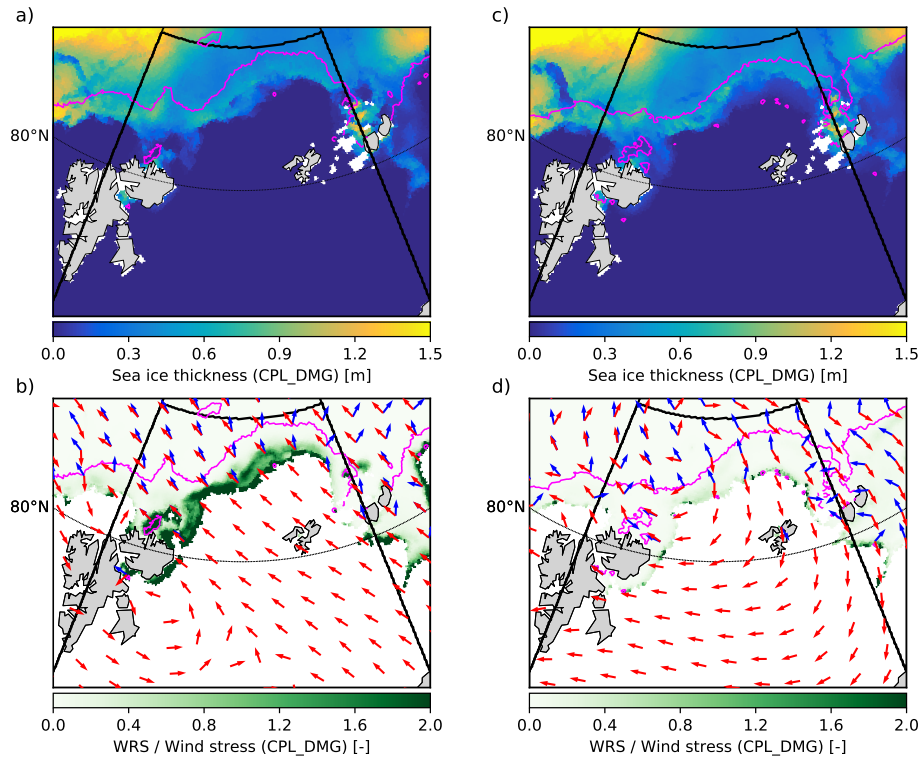 a)
80°N
0.0 0.3 0.6 0.9 1.2 1.5
Sea ice thickness (CPL_DMG) [m]
c)
80°N
0.0 0.3 0.6 0.9 1.2 1.5
Sea ice thickness (CPL_DMG) [m]
b)
80°N
0.0 0.4 0.8 1.2 1.6 2.0
WRS / Wind stress (CPL_DMG) [-]
d)
80°N
0.0 0.4 0.8 1.2 1.6 2.0
WRS / Wind stress (CPL_DMG) [-]